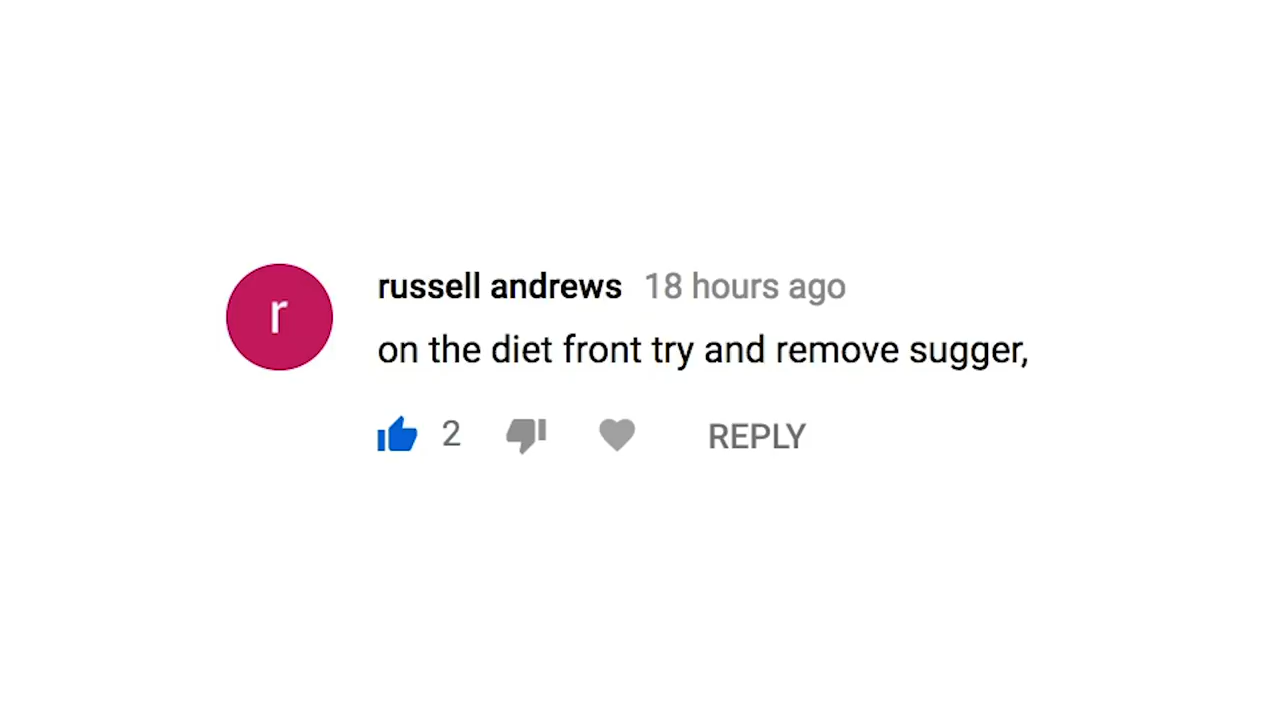 r
russell andrews 18 hours ago
on the diet front try and remove sugger,
2 REPLY